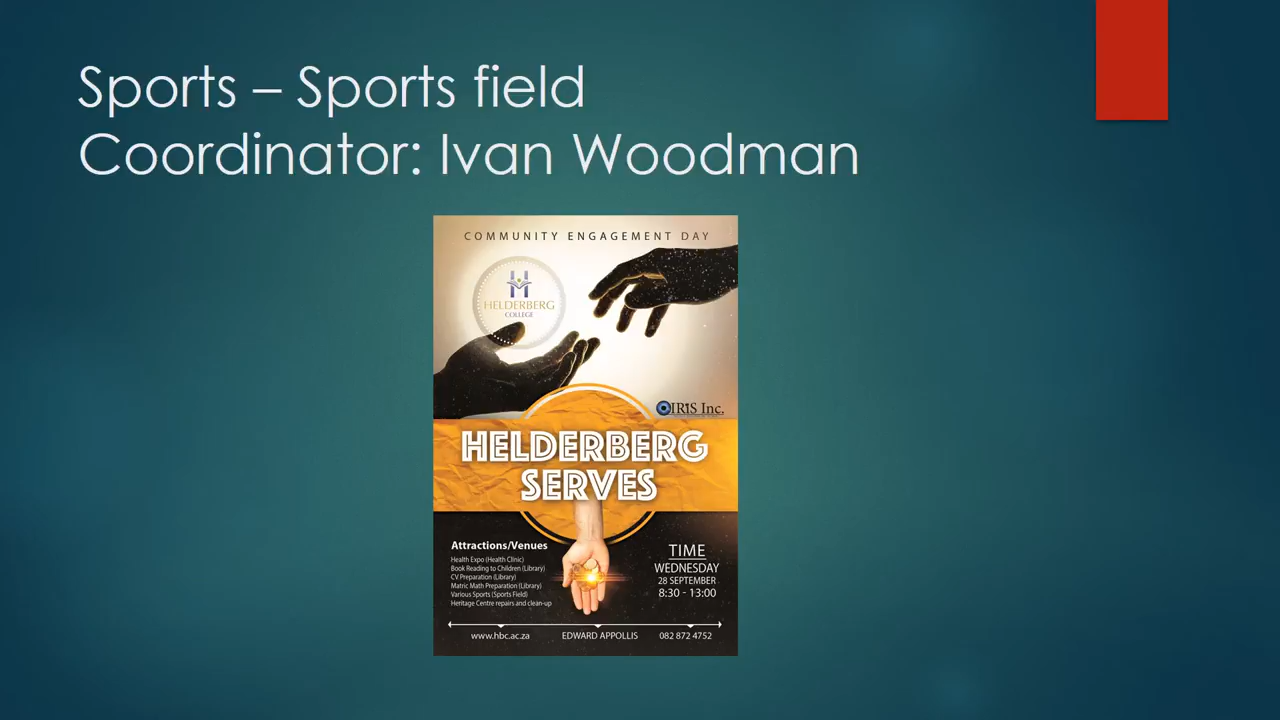 Sports – Sports field
Coordinator: Ivan Woodman
COMMUNITY ENGAGEMENT DAY
H
HELDERBERG
COLLEGE
IRiS Inc.
HELDERBERG
SERVES
Attractions/Venues
Health Expo (Health Clinic)
Book Reading to Children (Library)
CV Preparation (Library)
Matric Math Preparation (Library)
Various Sports (Sports Field)
Heritage Centre repairs and clean-up
TIME
WEDNESDAY
28 SEPTEMBER
8:30 - 13:00
www.hbc.ac.za EDWARD APPOLLIS 082 872 4752